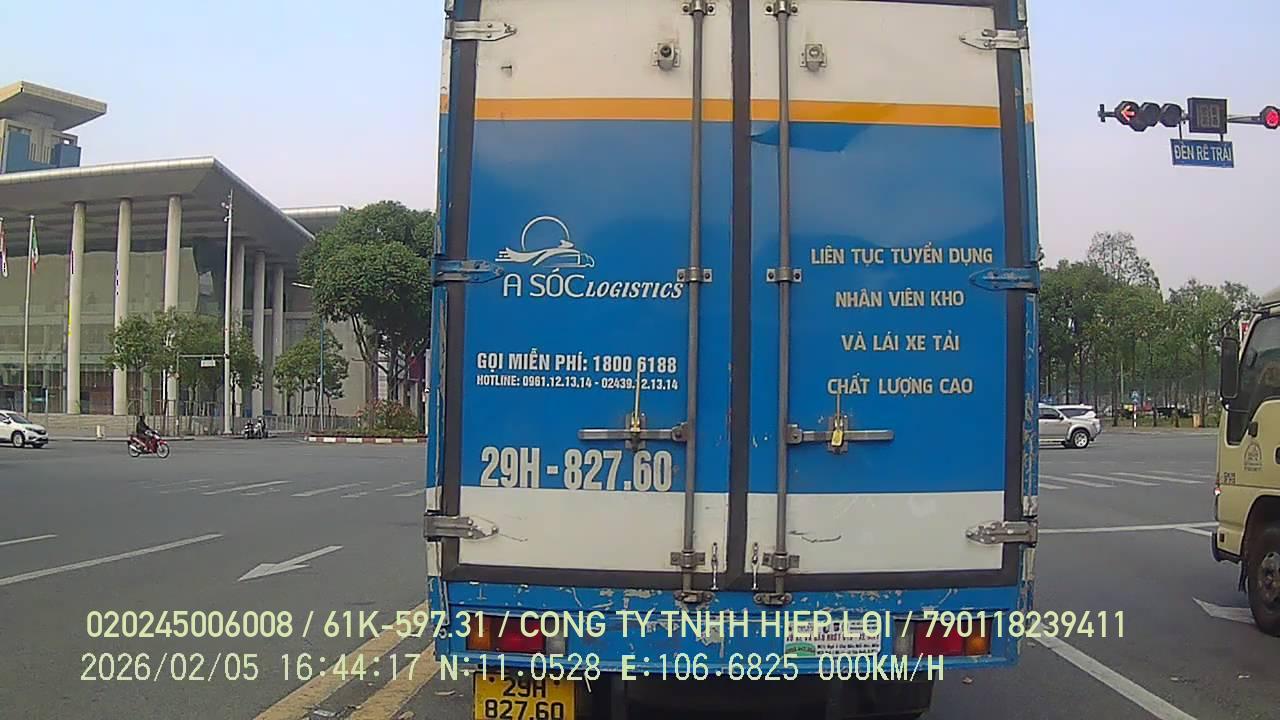 ĐÈN RẼ TRÁI
A SÓC LOGISTICS
GỌI MIỄN PHÍ: 1800 6188
HOTLINE: 0961.12.13.14 - 02439.12.13.14
29H - 827.60
LIÊN TỤC TUYỂN DỤNG
NHÂN VIÊN KHO
VÀ LÁI XE TẢI
CHẤT LƯỢNG CAO
020245006008 / 61K-597.31 / CONG TY TNHH HIEP LOI / 790118239411
2026/02/05 16:44:17 N:11.0528 E:106.6825 000KM/H
29H
827.60